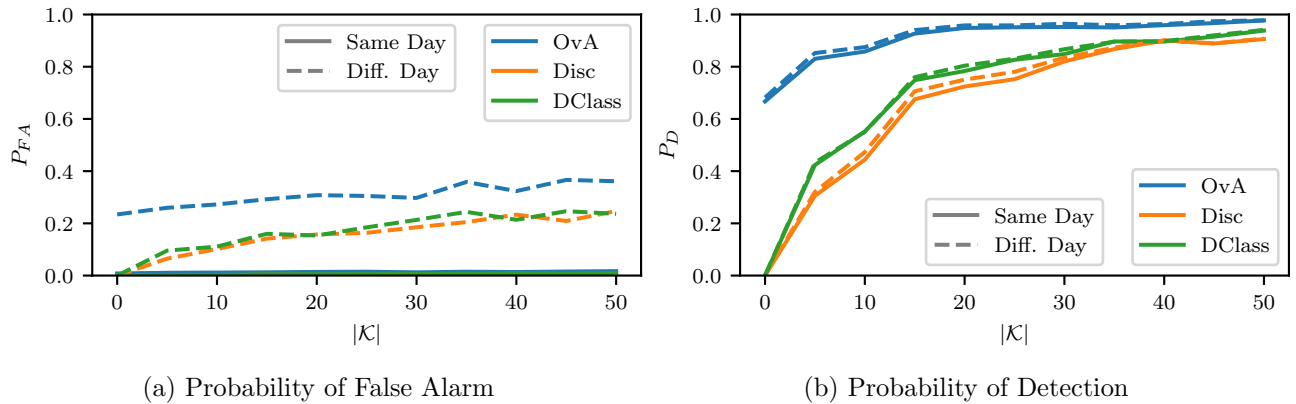 1.0
0.8
0.6
0.4
0.2
0.0
P_{FA}
Same Day
Diff. Day
OvA
Disc
DClass
0 10 20 30 40 50
|𝒦|
(a) Probability of False Alarm
1.0
0.8
0.6
0.4
0.2
0.0
P_D
Same Day
Diff. Day
OvA
Disc
DClass
0 10 20 30 40 50
|𝒦|
(b) Probability of Detection